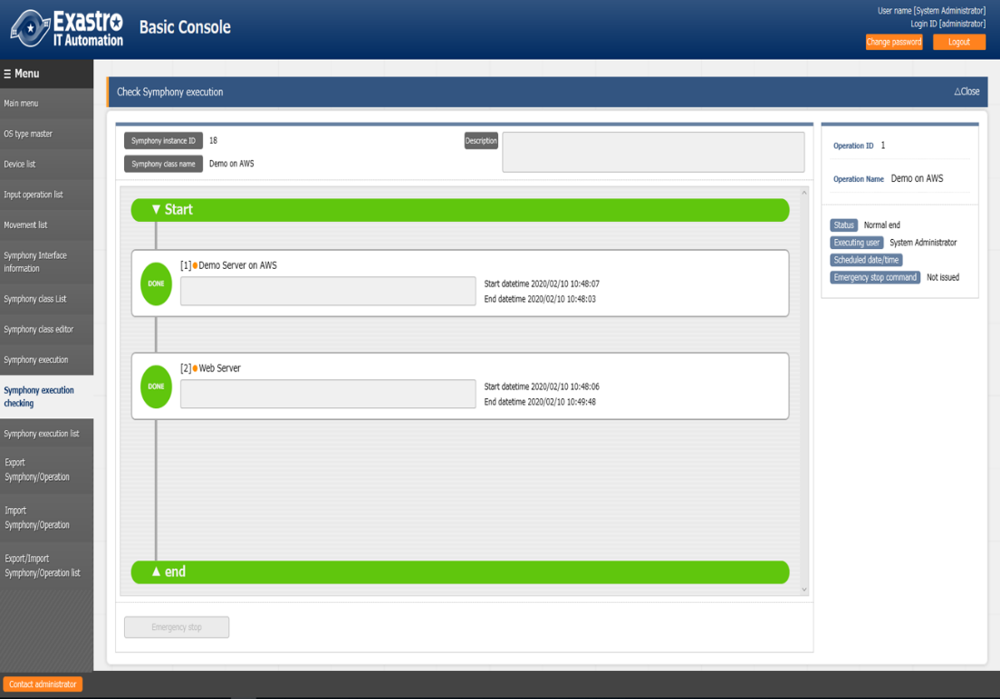 Exastro
IT Automation
Basic Console
User name [System Administrator]
Login ID [administrator]
Change password
Logout
☰ Menu
Main menu
OS type master
Device list
Input operation list
Movement list
Symphony Interface
information
Symphony class List
Symphony class editor
Symphony execution
Symphony execution
checking
Symphony execution list
Export
Symphony/Operation
Import
Symphony/Operation
Export/Import
Symphony/Operation list
Contact administrator
Check Symphony execution
△Close
Symphony instance ID 18
Symphony class name Demo on AWS
Description
▼ Start
DONE
[1]●Demo Server on AWS
Start datetime 2020/02/10 10:48:07
End datetime 2020/02/10 10:48:03
DONE
[2]●Web Server
Start datetime 2020/02/10 10:48:06
End datetime 2020/02/10 10:49:48
▲ end
Emergency stop
Operation ID 1
Operation Name Demo on AWS
Status Normal end
Executing user System Administrator
Scheduled date/time
Emergency stop command Not issued